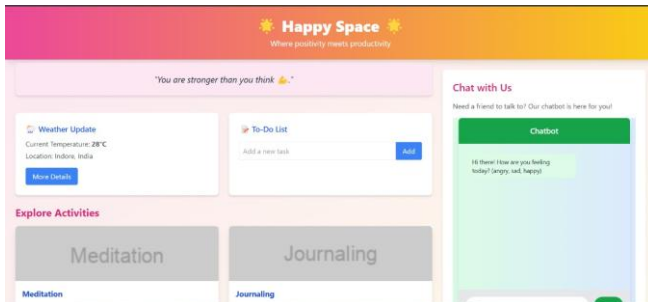 🌟 Happy Space 🌟
Where positivity meets productivity
"You are stronger than you think 💪."
Weather Update
Current Temperature: 28°C
Location: Indore, India
More Details
To-Do List
Add a new task
Add
Explore Activities
Meditation
Meditation
Journaling
Journaling
Chat with Us
Need a friend to talk to? Our chatbot is here for you!
Chatbot
Hi there! How are you feeling
today? (angry, sad, happy)